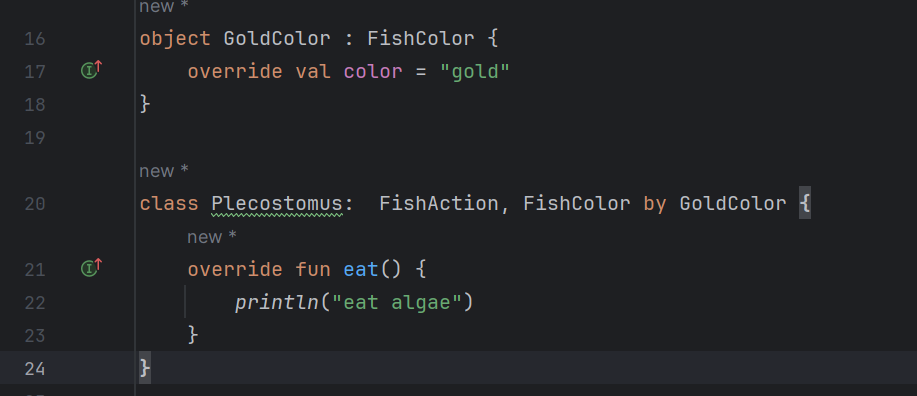 new *
16 object GoldColor : FishColor {
17 override val color = "gold"
18 }
19
new *
20 class Plecostomus:  FishAction, FishColor by GoldColor {
new *
21 override fun eat() {
22 println("eat algae")
23 }
24 }